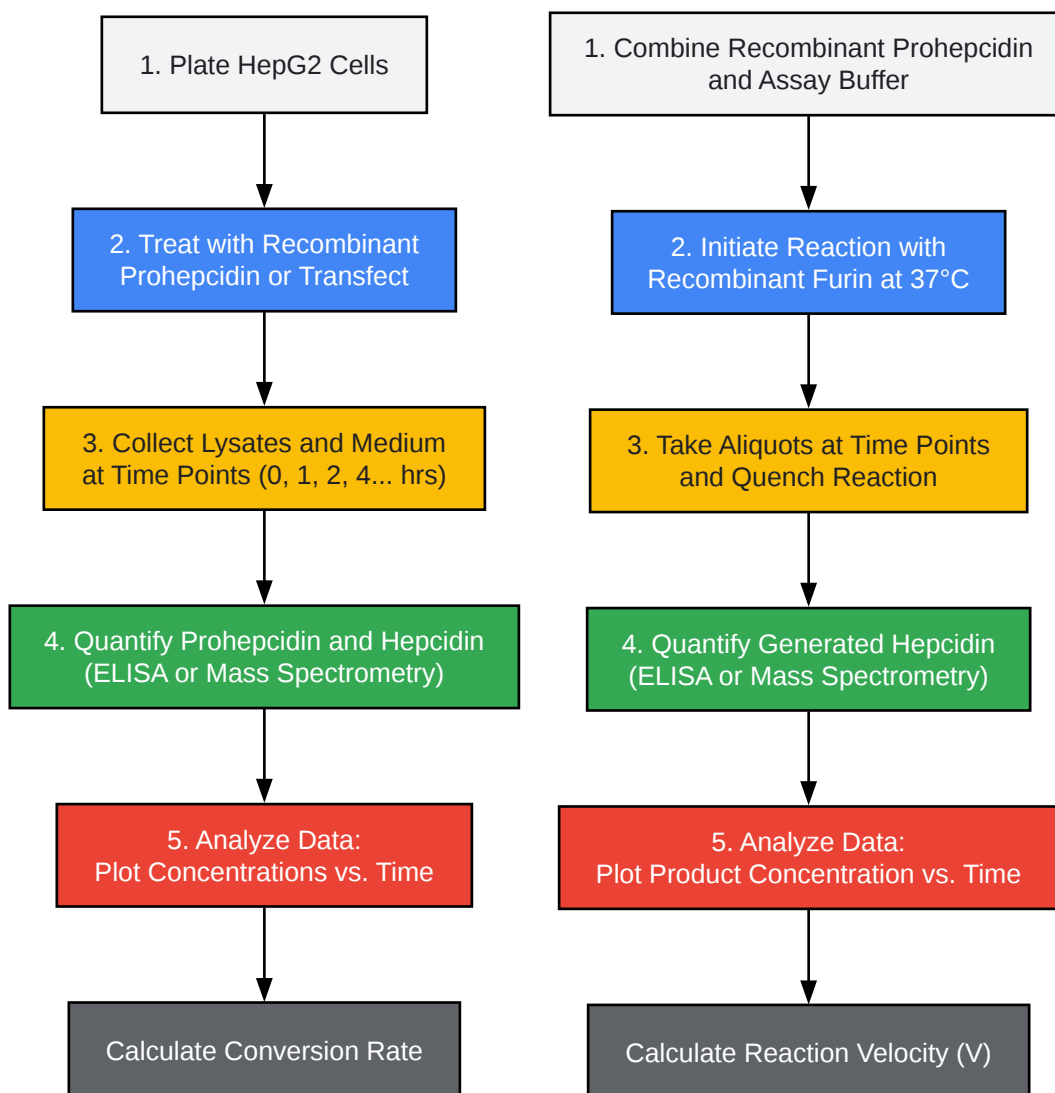 1. Plate HepG2 Cells
2. Treat with Recombinant
Prohepcidin or Transfect
3. Collect Lysates and Medium
at Time Points (0, 1, 2, 4... hrs)
4. Quantify Prohepcidin and Hepcidin
(ELISA or Mass Spectrometry)
5. Analyze Data:
Plot Concentrations vs. Time
Calculate Conversion Rate
1. Combine Recombinant Prohepcidin
and Assay Buffer
2. Initiate Reaction with
Recombinant Furin at 37°C
3. Take Aliquots at Time Points
and Quench Reaction
4. Quantify Generated Hepcidin
(ELISA or Mass Spectrometry)
5. Analyze Data:
Plot Product Concentration vs. Time
Calculate Reaction Velocity (V)